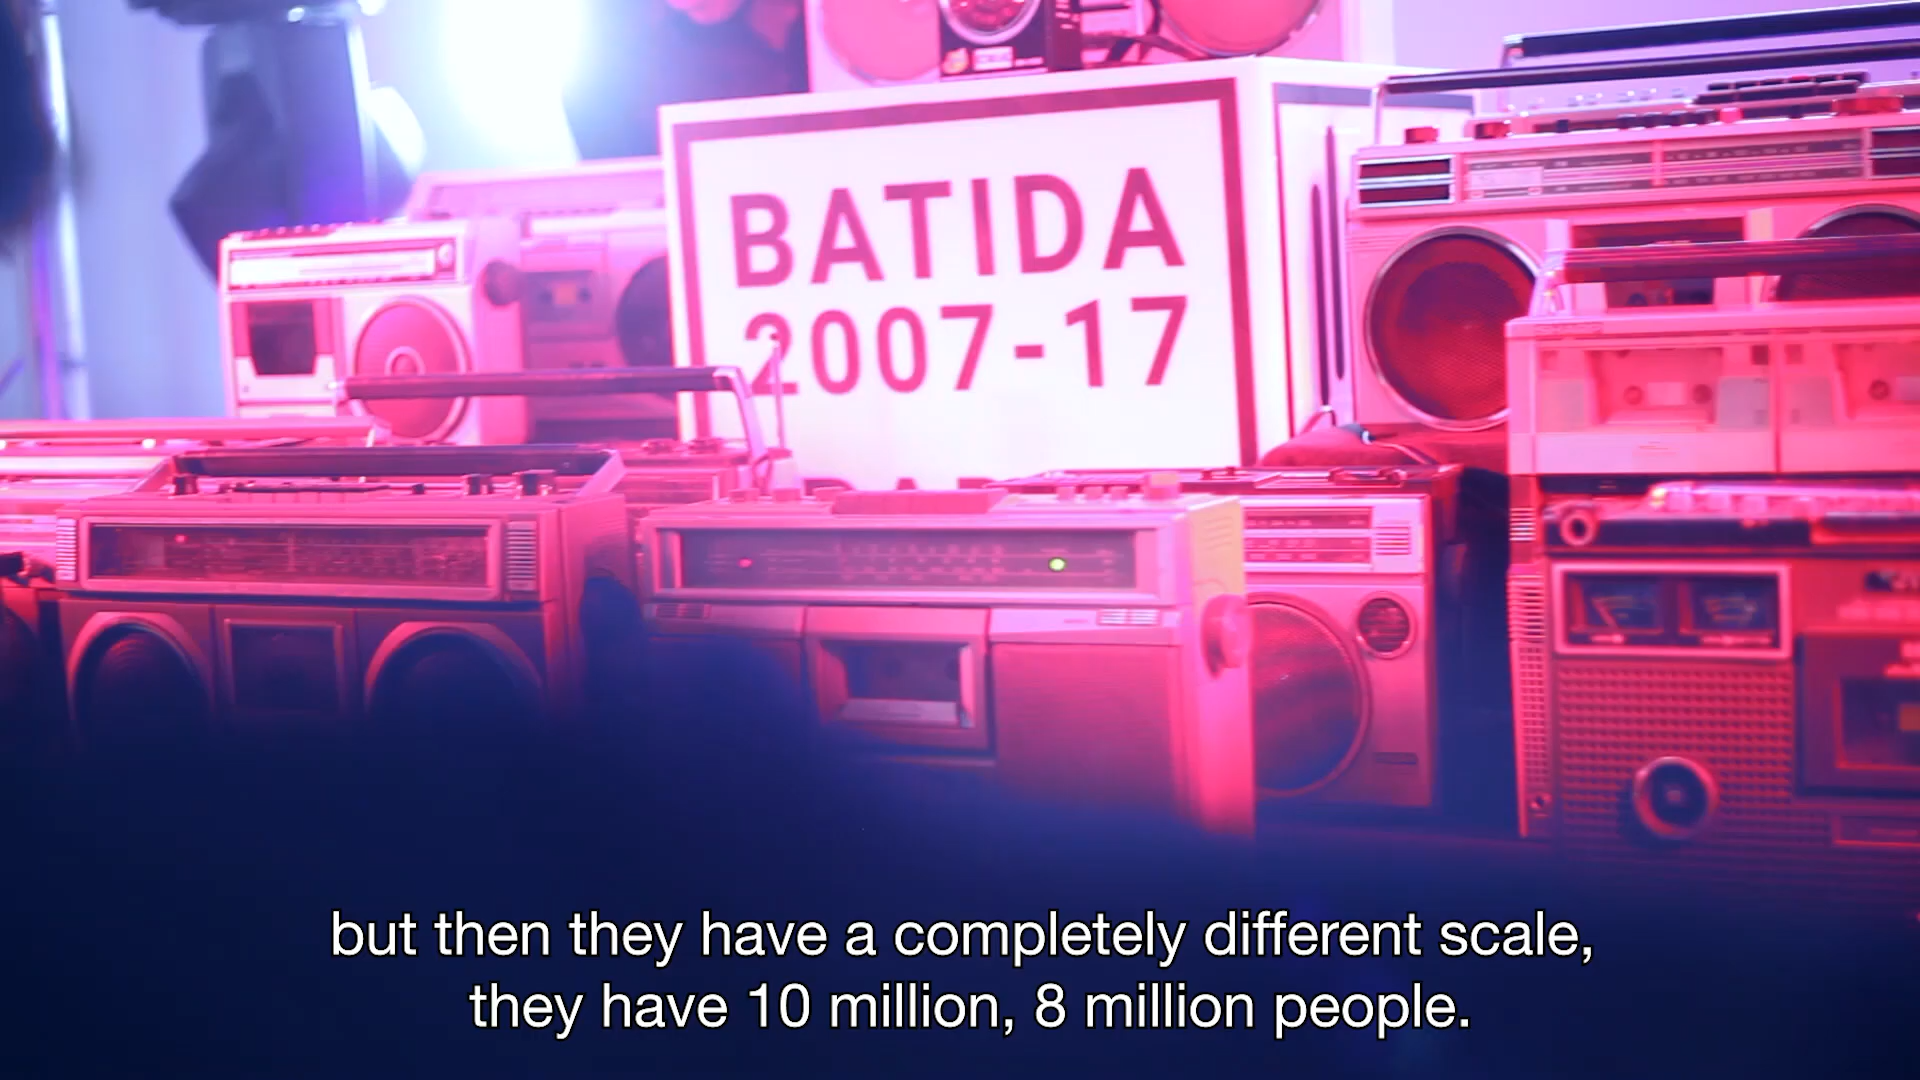 BATIDA
2007-17
but then they have a completely different scale,
they have 10 million, 8 million people.